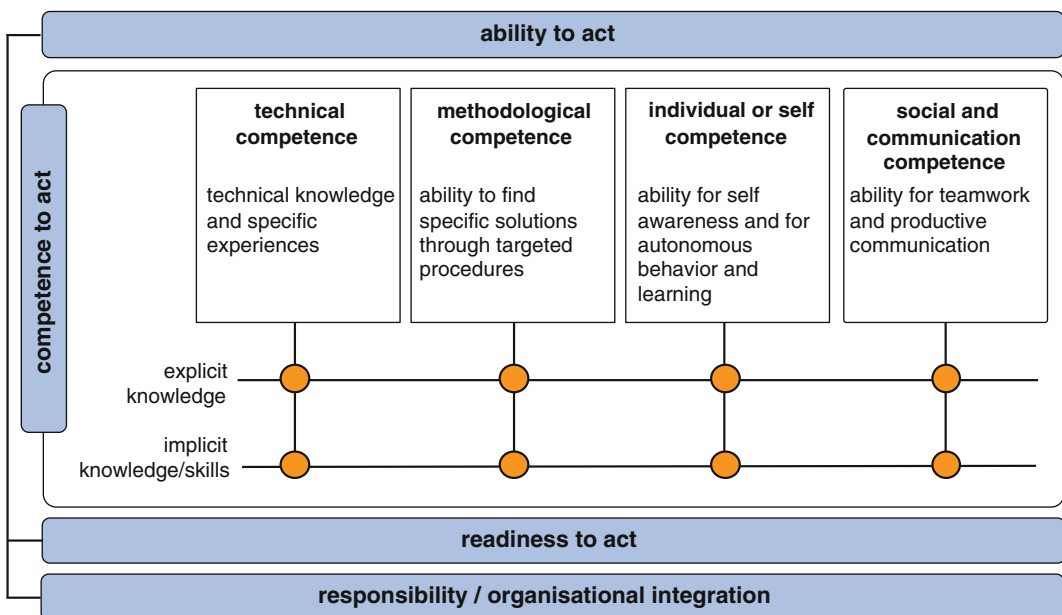 ability to act
competence to act
technical
competence
technical knowledge
and specific
experiences
methodological
competence
ability to find
specific solutions
through targeted
procedures
individual or self
competence
ability for self
awareness and for
autonomous
behavior and
learning
social and
communication
competence
ability for teamwork
and productive
communication
explicit
knowledge
implicit
knowledge/skills
readiness to act
responsibility / organisational integration